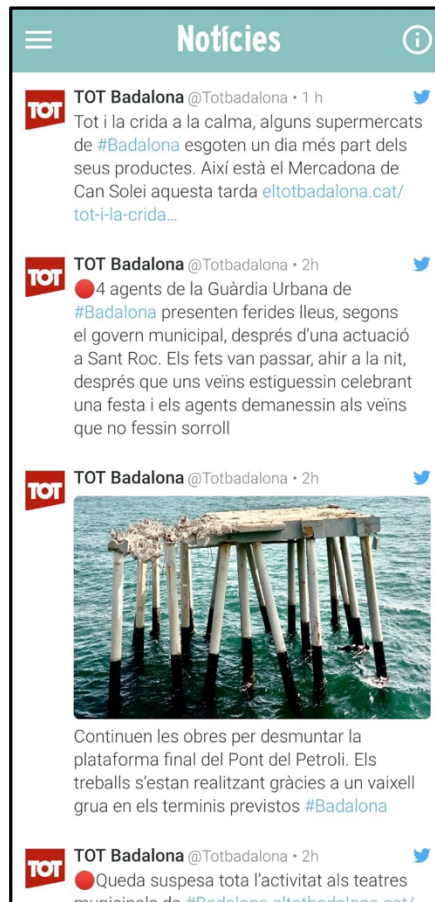 Notícies
TOT
TOT Badalona @Totbadalona • 1 h
Tot i la crida a la calma, alguns supermercats
de #Badalona esgoten un dia més part dels
seus productes. Així està el Mercadona de
Can Solei aquesta tarda eltotbadalona.cat/
tot-i-la-crida…
TOT
TOT Badalona @Totbadalona • 2h
🔴4 agents de la Guàrdia Urbana de
#Badalona presenten ferides lleus, segons
el govern municipal, després d'una actuació
a Sant Roc. Els fets van passar, ahir a la nit,
després que uns veïns estiguessin celebrant
una festa i els agents demanessin als veïns
que no fessin sorroll
TOT
TOT Badalona @Totbadalona • 2h
Continuen les obres per desmuntar la
plataforma final del Pont del Petroli. Els
treballs s'estan realitzant gràcies a un vaixell
grua en els terminis previstos #Badalona
TOT
TOT Badalona @Totbadalona • 2h
🔴Queda suspesa tota l'activitat als teatres
municipals de #Badalona eltotbadalona.cat/